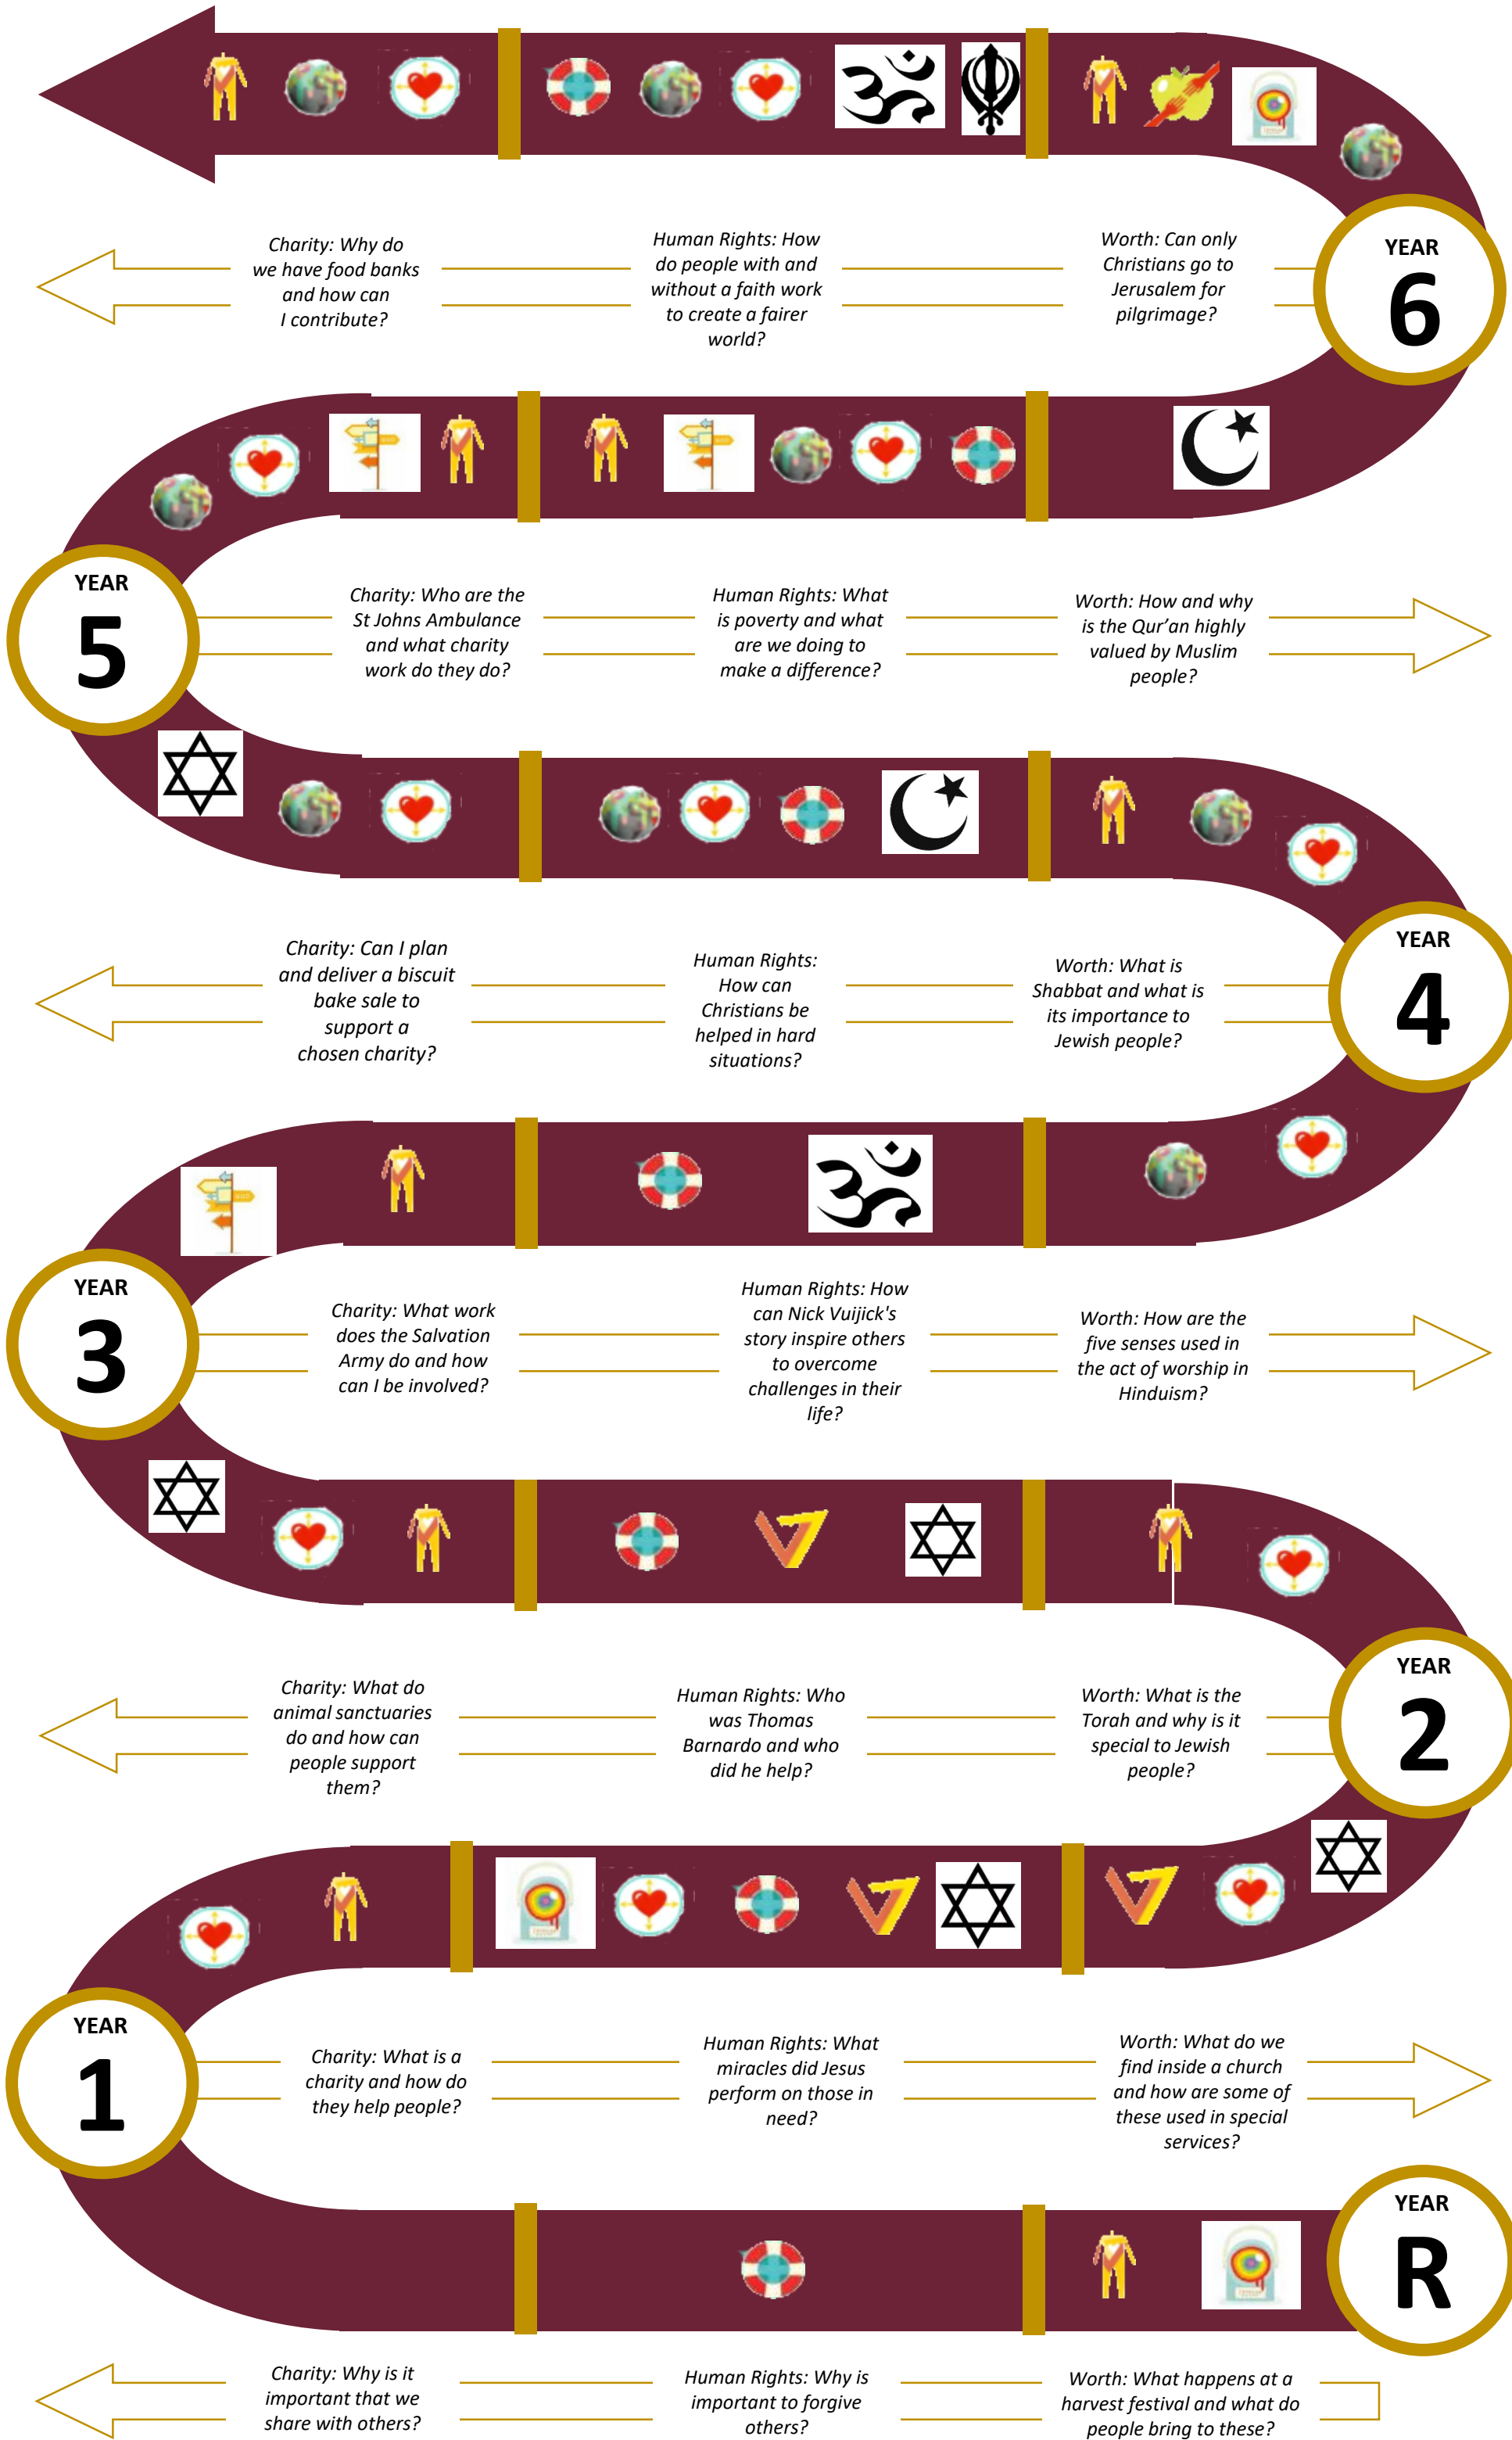 Charity: Why do
we have food banks
and how can
I contribute?
Human Rights: How
do people with and
without a faith work
to create a fairer
world?
Worth: Can only
Christians go to
Jerusalem for
pilgrimage?
YEAR
6
YEAR
5
Charity: Who are the
St Johns Ambulance
and what charity
work do they do?
Human Rights: What
is poverty and what
are we doing to
make a difference?
Worth: How and why
is the Qur’an highly
valued by Muslim
people?
Charity: Can I plan
and deliver a biscuit
bake sale to
support a
chosen charity?
Human Rights:
How can
Christians be
helped in hard
situations?
Worth: What is
Shabbat and what is
its importance to
Jewish people?
YEAR
4
YEAR
3
Charity: What work
does the Salvation
Army do and how
can I be involved?
Human Rights: How
can Nick Vuijick's
story inspire others
to overcome
challenges in their
life?
Worth: How are the
five senses used in
the act of worship in
Hinduism?
Charity: What do
animal sanctuaries
do and how can
people support
them?
Human Rights: Who
was Thomas
Barnardo and who
did he help?
Worth: What is the
Torah and why is it
special to Jewish
people?
YEAR
2
YEAR
1
Charity: What is a
charity and how do
they help people?
Human Rights: What
miracles did Jesus
perform on those in
need?
Worth: What do we
find inside a church
and how are some of
these used in special
services?
YEAR
R
Charity: Why is it
important that we
share with others?
Human Rights: Why is
important to forgive
others?
Worth: What happens at a
harvest festival and what do
people bring to these?